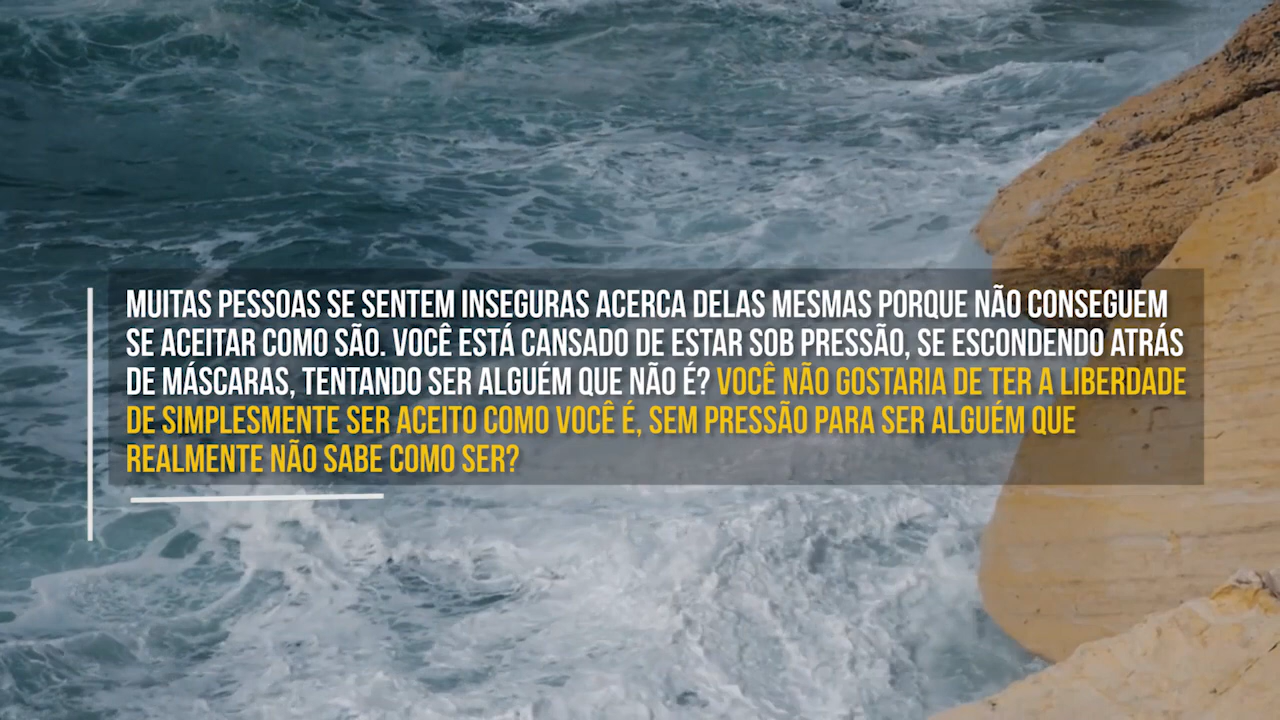 MUITAS PESSOAS SE SENTEM INSEGURAS ACERCA DELAS MESMAS PORQUE NÃO CONSEGUEM
SE ACEITAR COMO SÃO. VOCÊ ESTÁ CANSADO DE ESTAR SOB PRESSÃO, SE ESCONDENDO ATRÁS
DE MÁSCARAS, TENTANDO SER ALGUÉM QUE NÃO É? VOCÊ NÃO GOSTARIA DE TER A LIBERDADE
DE SIMPLESMENTE SER ACEITO COMO VOCÊ É, SEM PRESSÃO PARA SER ALGUÉM QUE
REALMENTE NÃO SABE COMO SER?